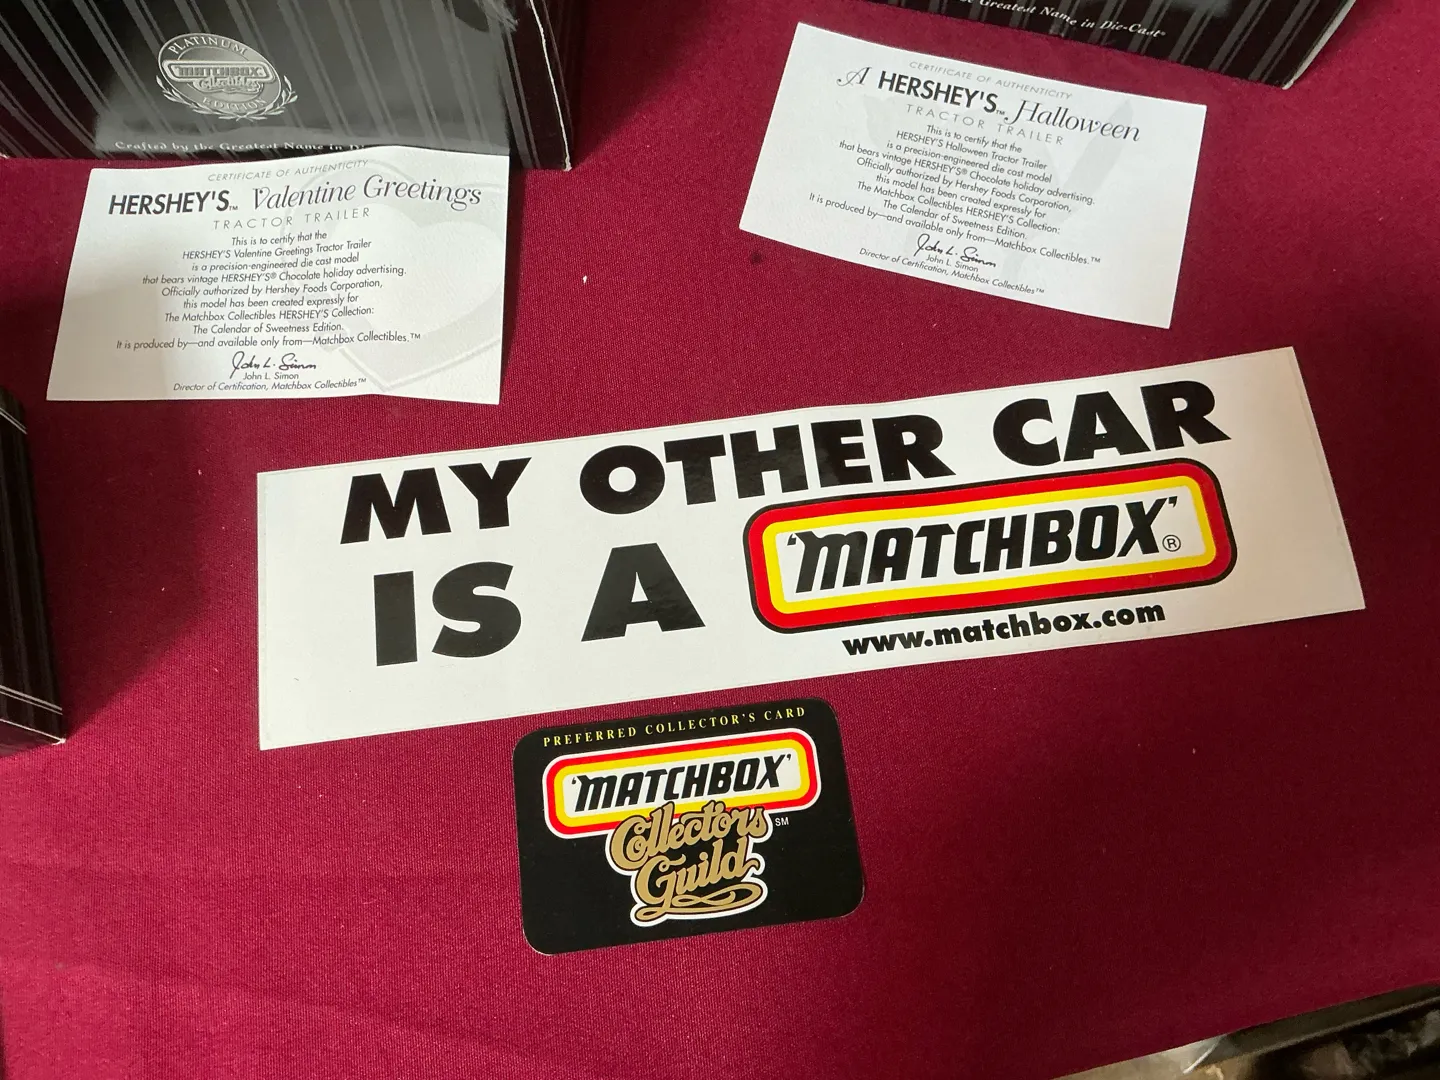 PLATINUM
MATCHBOX
Collectibles
EDITION
Crafted by the Greatest Name in
Greatest Name in Die-Cast®
CERTIFICATE OF AUTHENTICITY
HERSHEY'S™ Valentine Greetings
TRACTOR TRAILER
This is to certify that the
HERSHEY'S Valentine Greetings Tractor Trailer
is a precision-engineered die cast model
that bears vintage HERSHEY'S® Chocolate holiday advertising.
Officially authorized by Hershey Foods Corporation,
this model has been created expressly for
The Matchbox Collectibles HERSHEY'S Collection:
The Calendar of Sweetness Edition.
It is produced by—and available only from—Matchbox Collectibles.™
John L. Simon
John L. Simon
Director of Certification, Matchbox Collectibles™
CERTIFICATE OF AUTHENTICITY
A HERSHEY'S™ Halloween
TRACTOR TRAILER
This is to certify that the
HERSHEY'S Halloween Tractor Trailer
is a precision-engineered die cast model
that bears vintage HERSHEY'S® Chocolate holiday advertising.
Officially authorized by Hershey Foods Corporation,
this model has been created expressly for
The Matchbox Collectibles HERSHEY'S Collection:
The Calendar of Sweetness Edition.
It is produced by—and available only from—Matchbox Collectibles.™
John L. Simon
John L. Simon
Director of Certification, Matchbox Collectibles™
MY OTHER CAR
IS A 'MATCHBOX'®
www.matchbox.com
PREFERRED COLLECTOR'S CARD
'MATCHBOX'
Collectors SM
Guild